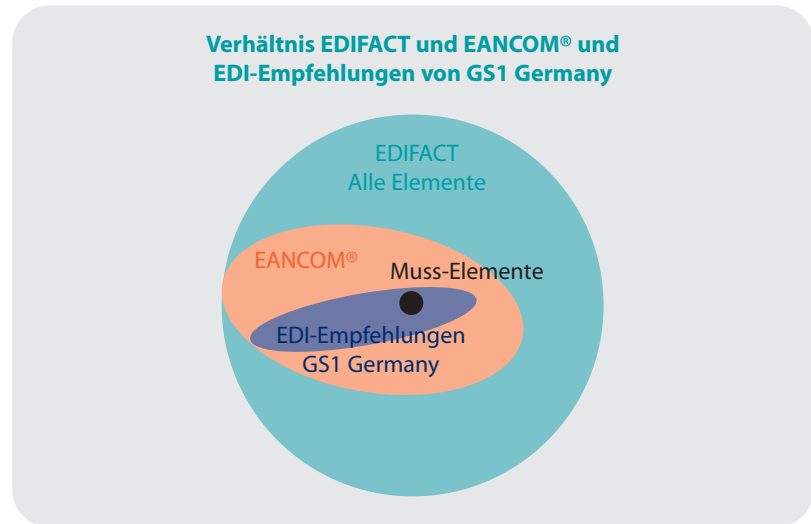 Verhältnis EDIFACT und EANCOM® und
EDI-Empfehlungen von GS1 Germany
EDIFACT
Alle Elemente
EANCOM®
Muss-Elemente
EDI-Empfehlungen
GS1 Germany